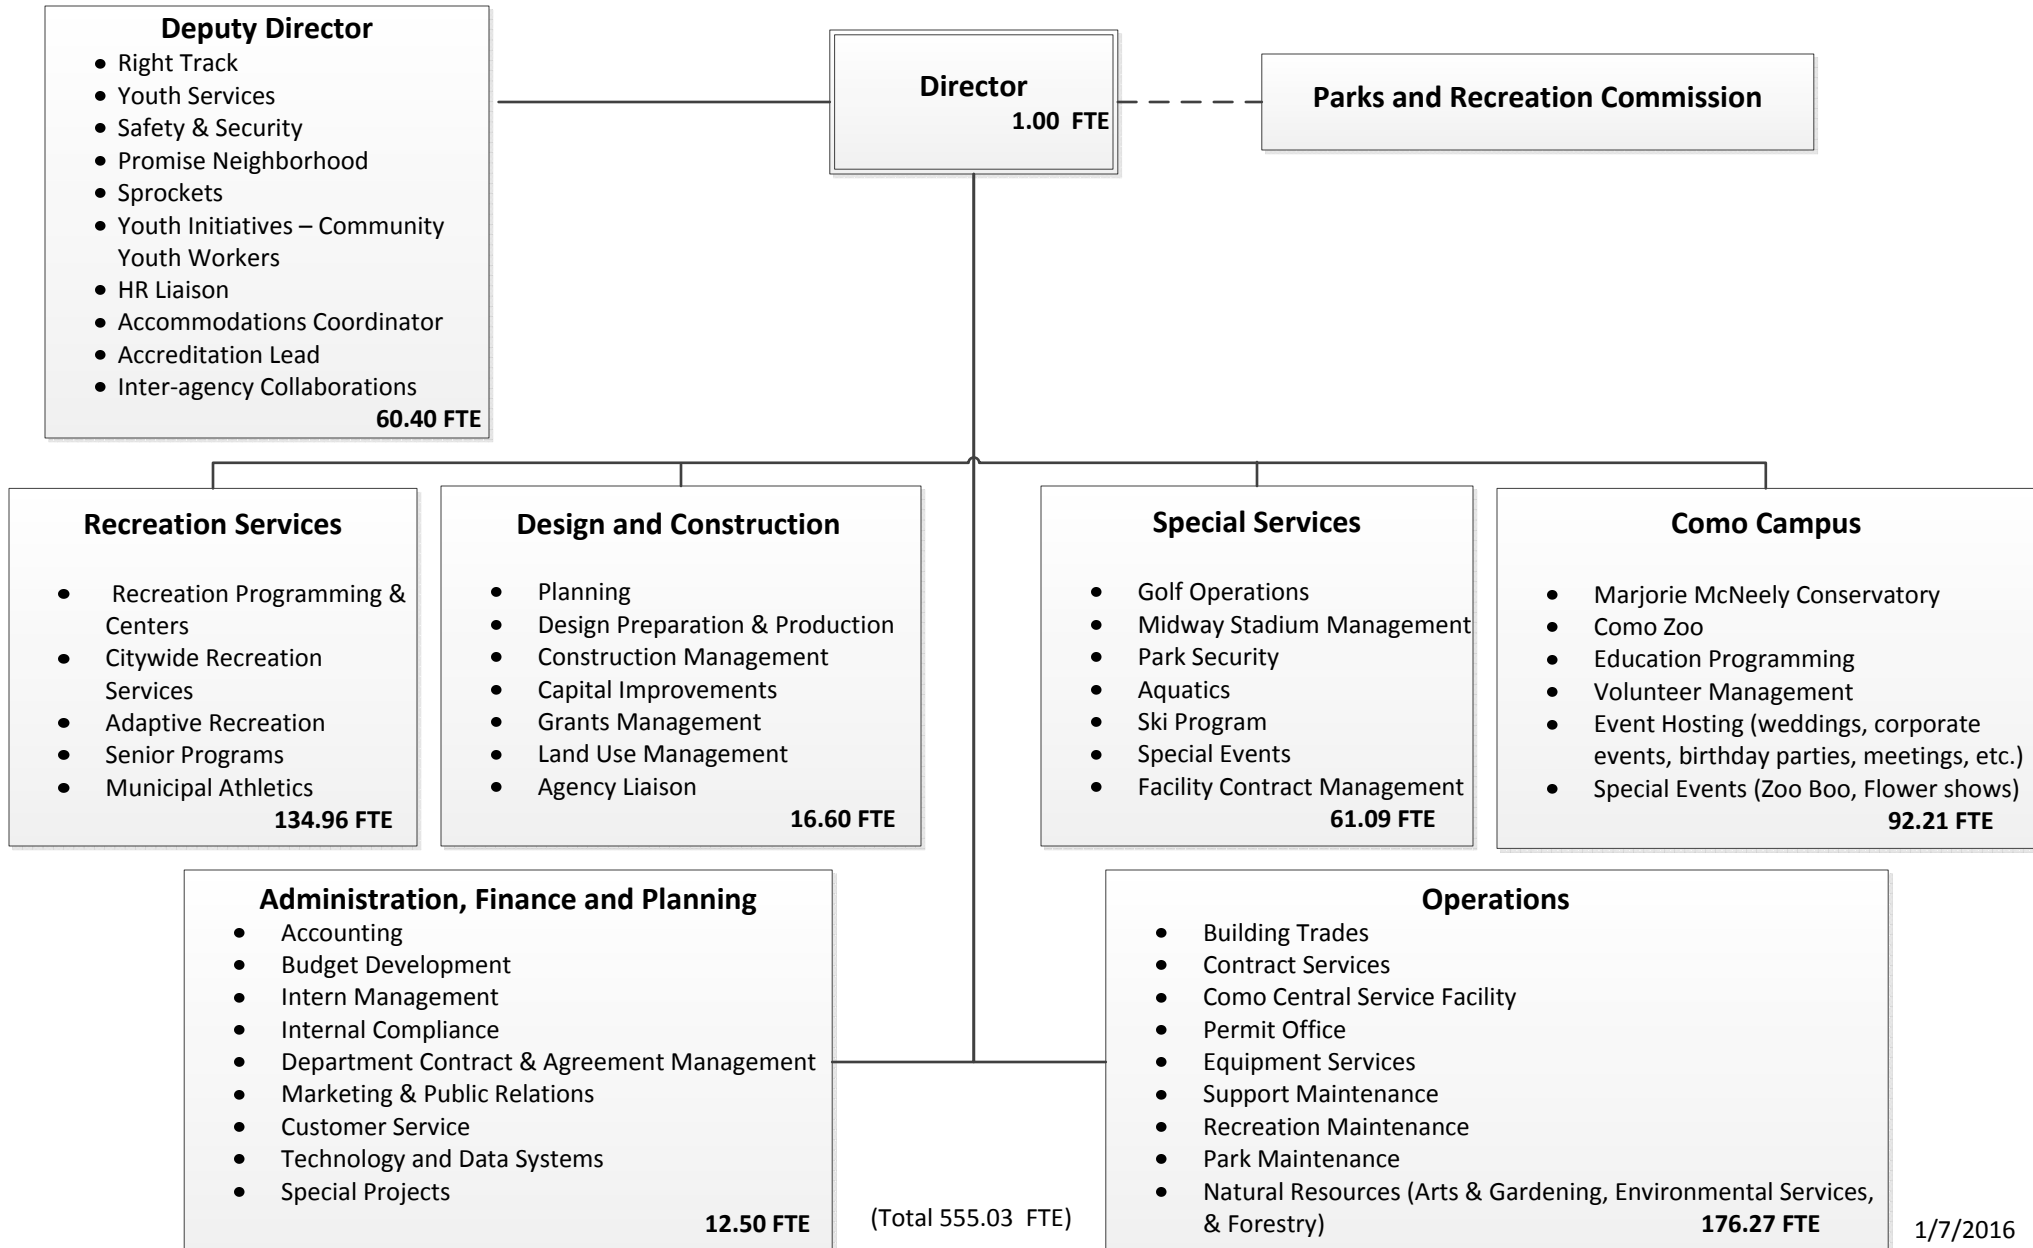 Deputy Director
• Right Track
• Youth Services
• Safety & Security
• Promise Neighborhood
• Sprockets
• Youth Initiatives – Community
Youth Workers
• HR Liaison
• Accommodations Coordinator
• Accreditation Lead
• Inter-agency Collaborations
60.40 FTE
Director
1.00 FTE
Parks and Recreation Commission
Recreation Services
• Recreation Programming &
Centers
• Citywide Recreation
Services
• Adaptive Recreation
• Senior Programs
• Municipal Athletics
134.96 FTE
Design and Construction
• Planning
• Design Preparation & Production
• Construction Management
• Capital Improvements
• Grants Management
• Land Use Management
• Agency Liaison
16.60 FTE
Special Services
• Golf Operations
• Midway Stadium Management
• Park Security
• Aquatics
• Ski Program
• Special Events
• Facility Contract Management
61.09 FTE
Como Campus
• Marjorie McNeely Conservatory
• Como Zoo
• Education Programming
• Volunteer Management
• Event Hosting (weddings, corporate
events, birthday parties, meetings, etc.)
• Special Events (Zoo Boo, Flower shows)
92.21 FTE
Administration, Finance and Planning
• Accounting
• Budget Development
• Intern Management
• Internal Compliance
• Department Contract & Agreement Management
• Marketing & Public Relations
• Customer Service
• Technology and Data Systems
• Special Projects
12.50 FTE
(Total 555.03 FTE)
Operations
• Building Trades
• Contract Services
• Como Central Service Facility
• Permit Office
• Equipment Services
• Support Maintenance
• Recreation Maintenance
• Park Maintenance
• Natural Resources (Arts & Gardening, Environmental Services,
& Forestry) 176.27 FTE
1/7/2016